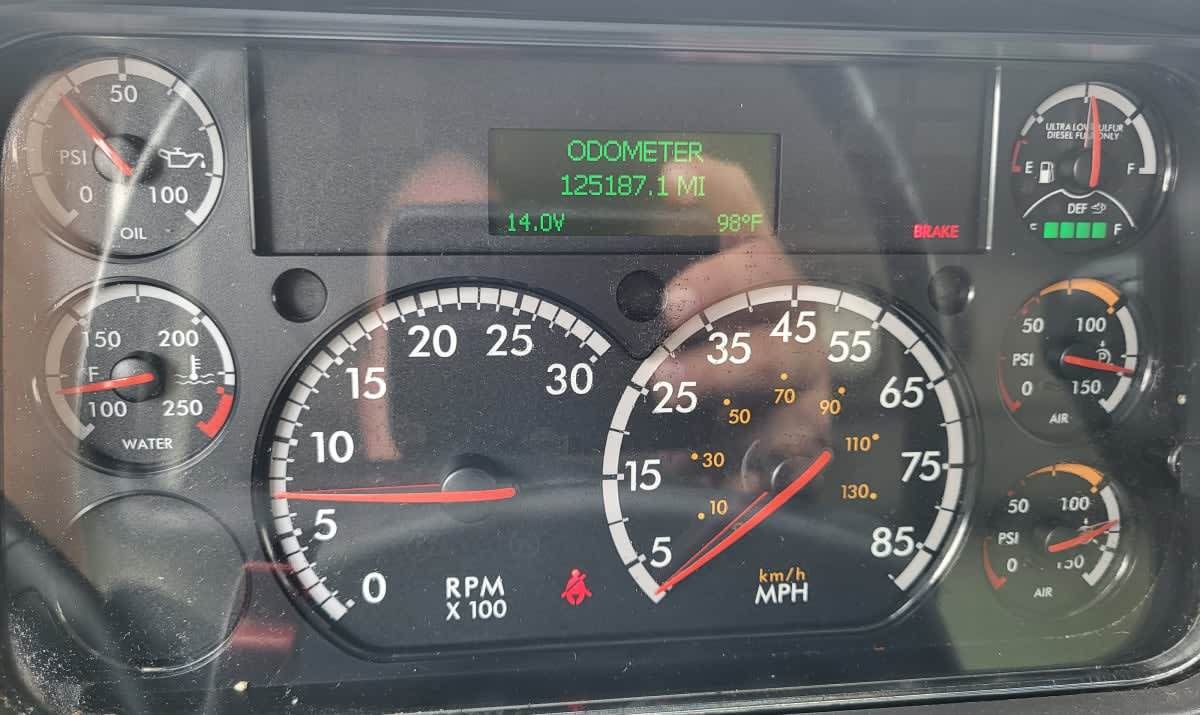 50
PSI
0
100
OIL
ODOMETER
125187.1 MI
14.0V
98°F
BRAKE
ULTRA LOW SULFUR
DIESEL FUEL ONLY
E
F
DEF
F
150
200
F
100
250
WATER
0
5
10
15
20
25
30
RPM
X 100
5
15
25
35
45
55
65
75
85
10
30
50
70
90
110
130
km/h
MPH
50
100
PSI
0
150
AIR
50
100
PSI
0
150
AIR